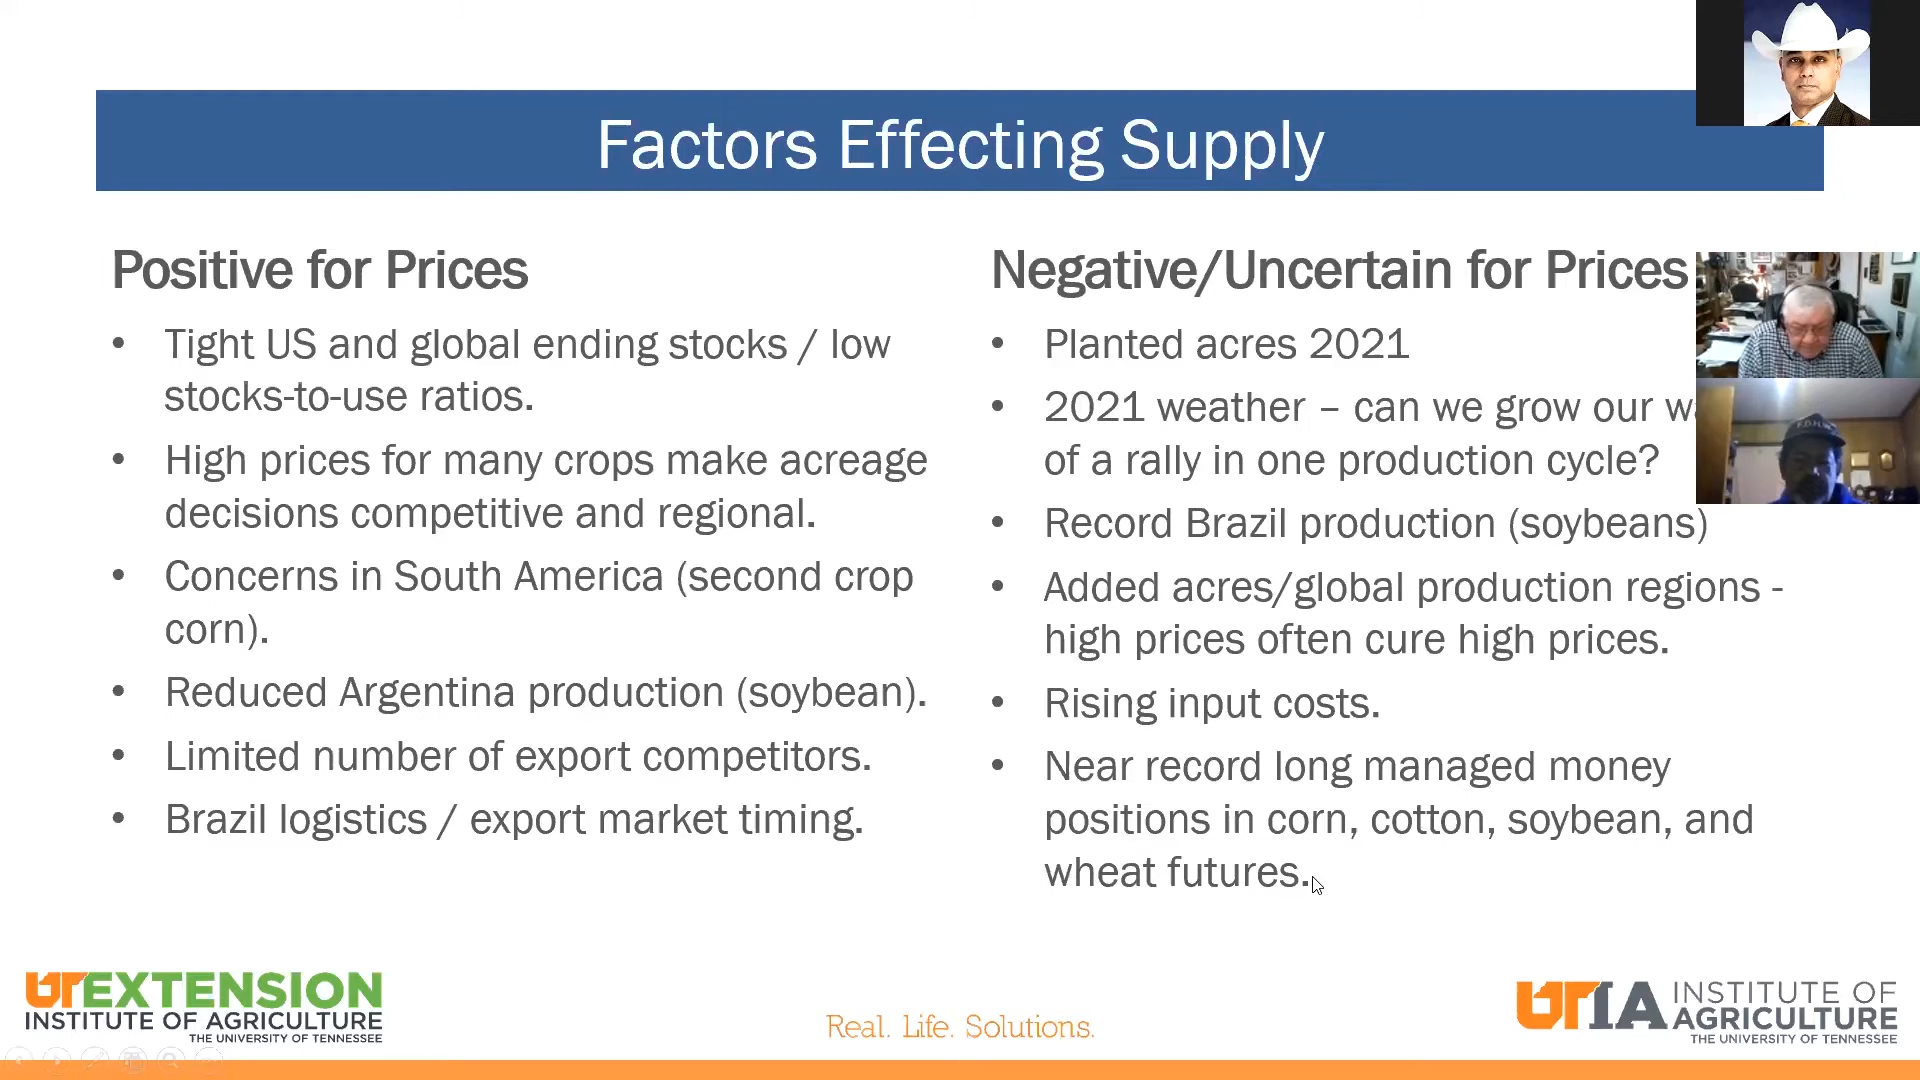 Factors Effecting Supply
Positive for Prices
• Tight US and global ending stocks / low
stocks-to-use ratios.
• High prices for many crops make acreage
decisions competitive and regional.
• Concerns in South America (second crop
corn).
• Reduced Argentina production (soybean).
• Limited number of export competitors.
• Brazil logistics / export market timing.
Negative/Uncertain for Prices
• Planted acres 2021
• 2021 weather – can we grow our
of a rally in one production cycle?
• Record Brazil production (soybeans)
• Added acres/global production regions -
high prices often cure high prices.
• Rising input costs.
• Near record long managed money
positions in corn, cotton, soybean, and
wheat futures.
UTEXTENSION
INSTITUTE OF AGRICULTURE
THE UNIVERSITY OF TENNESSEE
Real. Life. Solutions.
UTIA INSTITUTE OF
AGRICULTURE
THE UNIVERSITY OF TENNESSEE